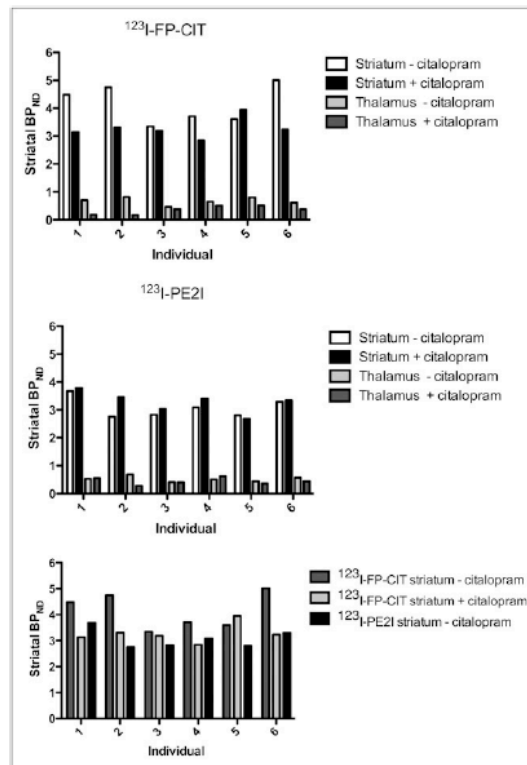 ¹²³I-FP-CIT
Striatal BP_ND
6
5
4
3
2
1
0
1 2 3 4 5 6
Individual
Striatum - citalopram
Striatum + citalopram
Thalamus - citalopram
Thalamus + citalopram
¹²³I-PE2I
Striatal BP_ND
6
5
4
3
2
1
0
1 2 3 4 5 6
Individual
Striatum - citalopram
Striatum + citalopram
Thalamus - citalopram
Thalamus + citalopram
Striatal BP_ND
6
5
4
3
2
1
0
1 2 3 4 5 6
Individual
¹²³I-FP-CIT striatum - citalopram
¹²³I-FP-CIT striatum + citalopram
¹²³I-PE2I striatum - citalopram